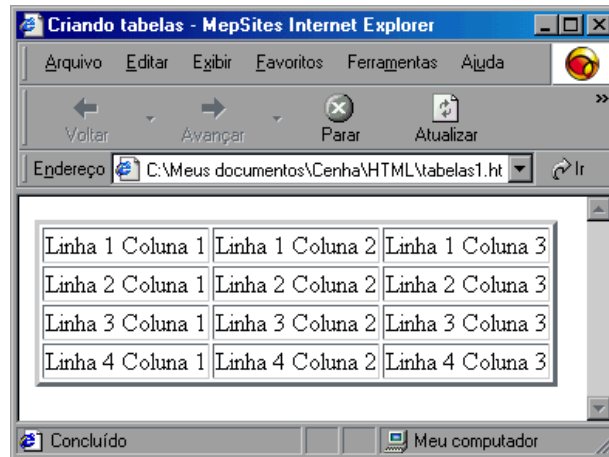 Criando tabelas - MepSites Internet Explorer
Arquivo Editar Exibir Favoritos Ferramentas Ajuda
Voltar Avançar Parar Atualizar »
Endereço C:\Meus documentos\Cenha\HTML\tabelas1.ht Ir
Linha 1 Coluna 1 Linha 1 Coluna 2 Linha 1 Coluna 3
Linha 2 Coluna 1 Linha 2 Coluna 2 Linha 2 Coluna 3
Linha 3 Coluna 1 Linha 3 Coluna 2 Linha 3 Coluna 3
Linha 4 Coluna 1 Linha 4 Coluna 2 Linha 4 Coluna 3
Concluído Meu computador